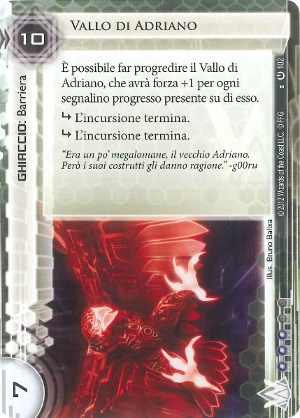 VALLO DI ADRIANO
10
GHIACCIO: Barriera
È possibile far progredire il Vallo di
Adriano, che avrà forza +1 per ogni
segnalino progresso presente su di esso.
↳ L'incursione termina.
↳ L'incursione termina.
"Era un po' megalomane, il vecchio Adriano.
Però i suoi costrutti gli danno ragione." -g00ru
102
© 2012 Wizards of the Coast LLC. © FFG
Illus. Bruno Balixa
7